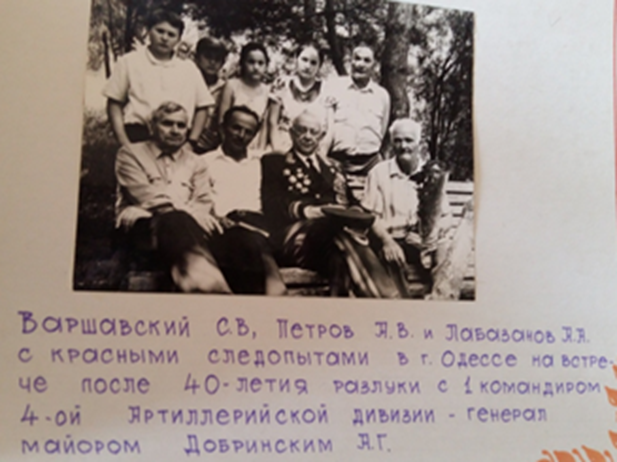 Варшавский С.В, Петров А.В. и Лабазанов А.А.
с красными следопытами в г. Одессе на встре-
че после 40-летия разлуки с 1 командиром
4-ой Артиллерийской дивизии - генерал
майором Добринским А.Г.